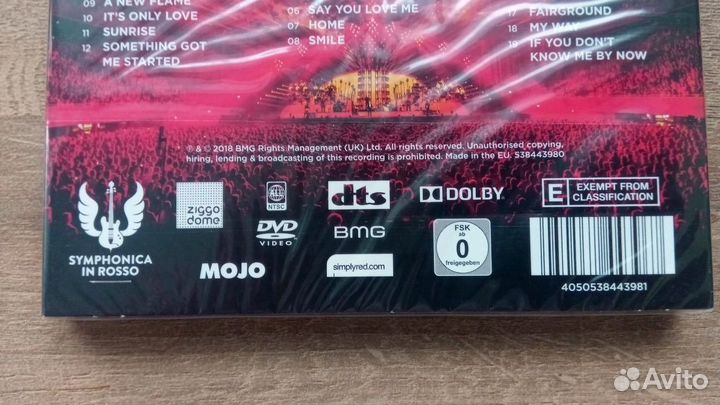 09 A NEW FLAME
10 IT'S ONLY LOVE
11 SUNRISE
12 SOMETHING GOT
ME STARTED
06 SAY YOU LOVE ME
07 HOME
08 SMILE
17 FAIRGROUND
18 MY WAY
19 IF YOU DON'T
KNOW ME BY NOW
℗ & © 2018 BMG Rights Management (UK) Ltd. All rights reserved. Unauthorised copying,
hiring, lending & broadcasting of this recording is prohibited. Made in the EU. 538443980
SYMPHONICA
IN ROSSO
ziggo
dome
MOJO
ALL
NTSC
DVD
VIDEO
dts
BMG
simplyred.com
DOLBY
FSK
ab
0
freigegeben
E EXEMPT FROM
CLASSIFICATION
4050538443981
Avito